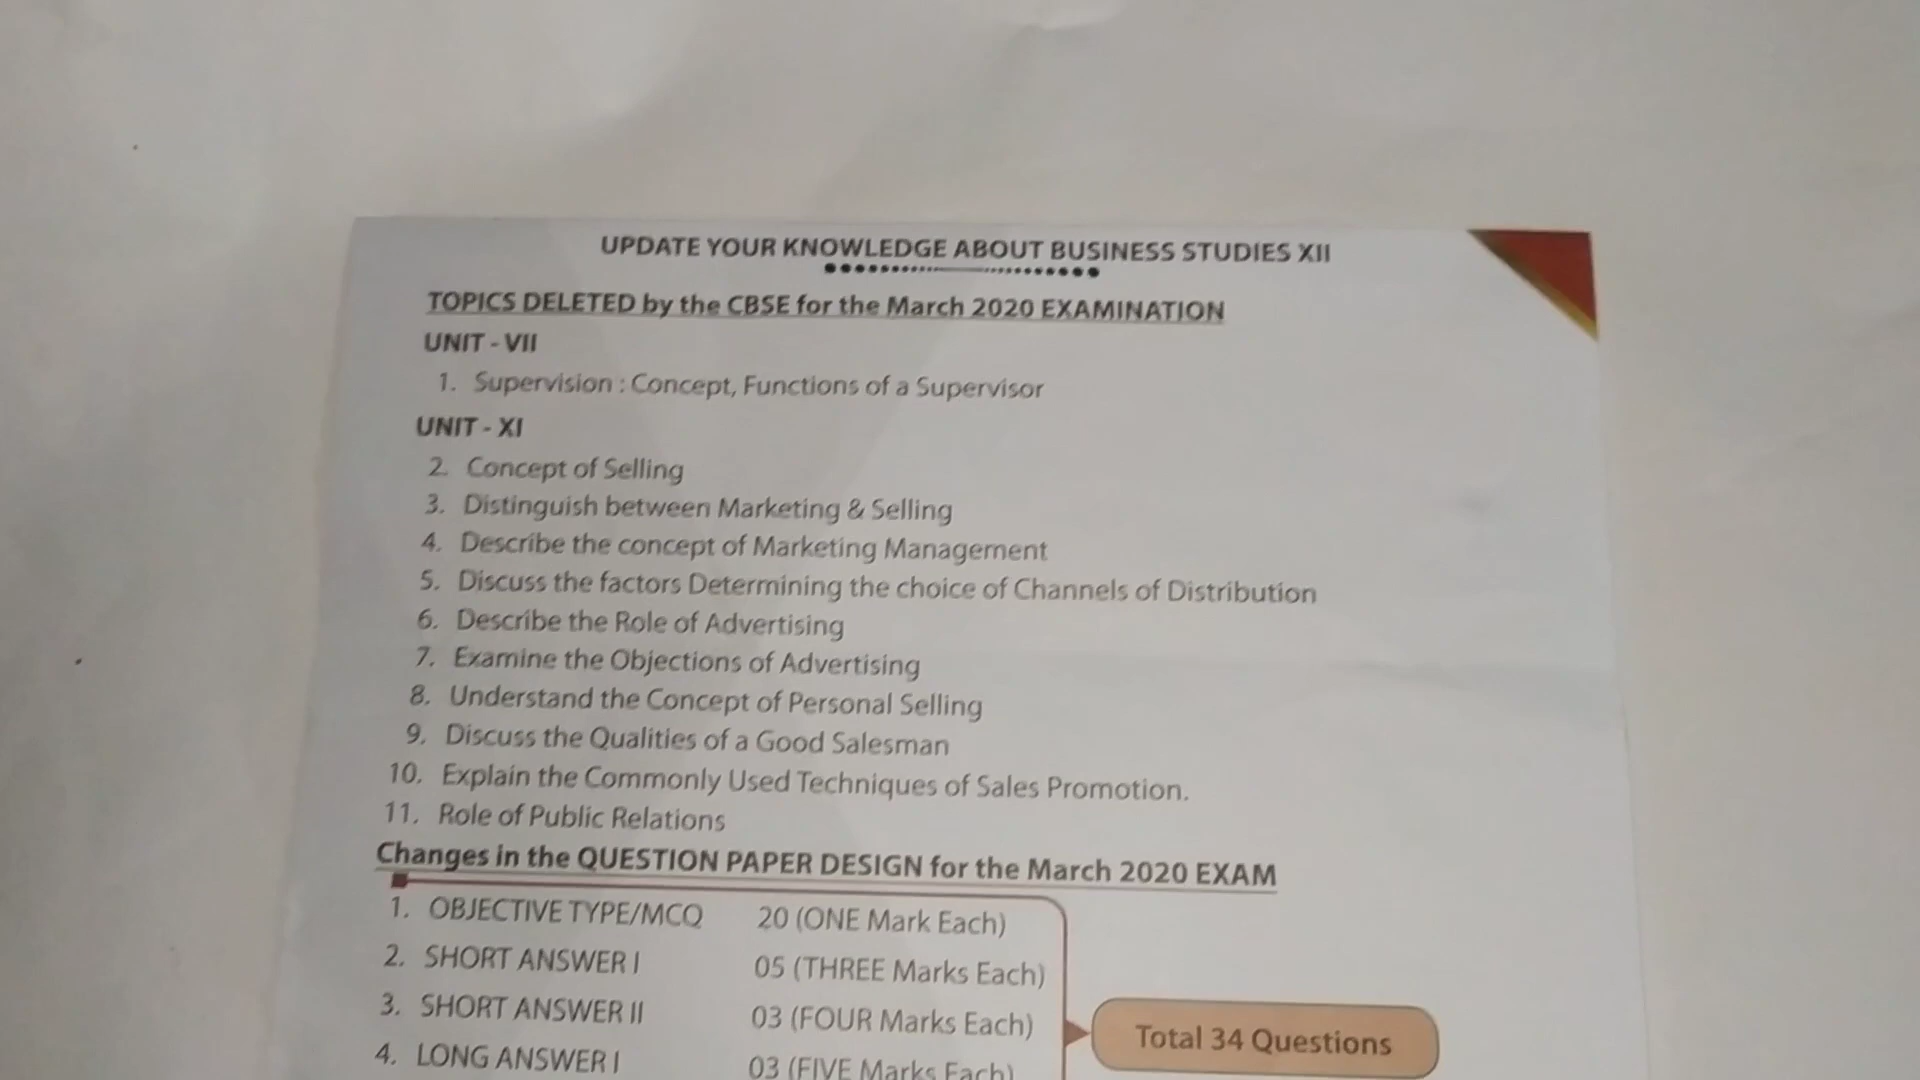 UPDATE YOUR KNOWLEDGE ABOUT BUSINESS STUDIES XII
TOPICS DELETED by the CBSE for the March 2020 EXAMINATION
UNIT - VII
1. Supervision : Concept, Functions of a Supervisor
UNIT - XI
2. Concept of Selling
3. Distinguish between Marketing & Selling
4. Describe the concept of Marketing Management
5. Discuss the factors Determining the choice of Channels of Distribution
6. Describe the Role of Advertising
7. Examine the Objections of Advertising
8. Understand the Concept of Personal Selling
9. Discuss the Qualities of a Good Salesman
10. Explain the Commonly Used Techniques of Sales Promotion.
11. Role of Public Relations
Changes in the QUESTION PAPER DESIGN for the March 2020 EXAM
1. OBJECTIVE TYPE/MCQ 20 (ONE Mark Each)
2. SHORT ANSWER I 05 (THREE Marks Each)
3. SHORT ANSWER II 03 (FOUR Marks Each)
Total 34 Questions
4. LONG ANSWER I 03 (FIVE Marks Each)